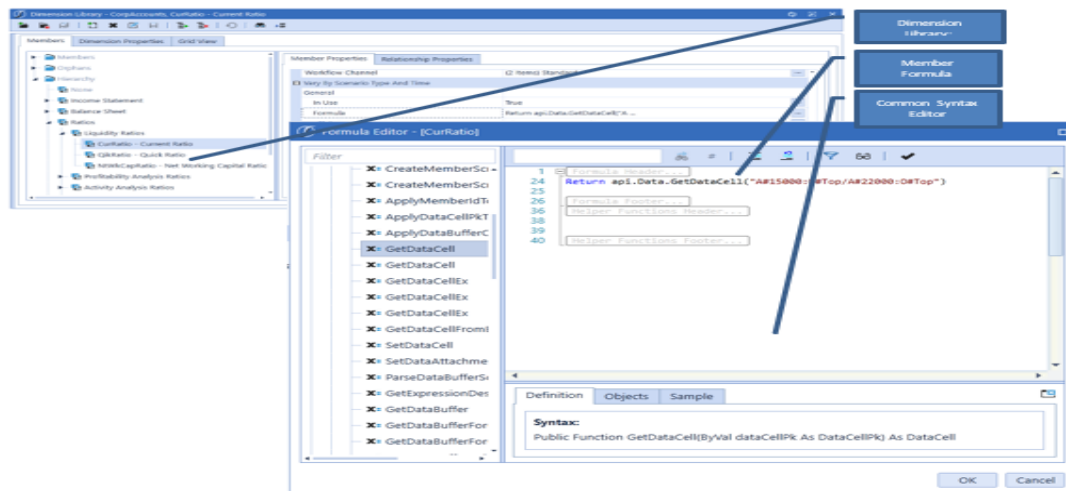 Dimension Library - CorpAccounts, CurRatio - Current Ratio
Members
Dimension Properties
Grid View
Members
Orphans
Hierarchy
None
Income Statement
Balance Sheet
Ratios
Liquidity Ratios
CurRatio - Current Ratio
QikRatio - Quick Ratio
NtWkCapRatio - Net Working Capital Ratio
Profitability Analysis Ratios
Activity Analysis Ratios
Member Properties
Relationship Properties
Workflow Channel
(2 items) Standard
Vary By Scenario Type And Time
General
In Use
True
Formula
Return api.Data.GetDataCell("A ...
Dimension
Library
Member
Formula
Common Syntax
Editor
Formula Editor - [CurRatio]
Filter
CreateMemberSc
CreateMemberSc
ApplyMemberIdT
ApplyDataCellPkT
ApplyDataBufferC
GetDataCell
GetDataCell
GetDataCellEx
GetDataCellEx
GetDataCellEx
GetDataCellFrom
SetDataCell
SetDataAttachme
ParseDataBufferS
GetExpressionDes
GetDataBuffer
GetDataBufferFor
GetDataBufferFor
1 Formula Header...
24 Return api.Data.GetDataCell("A#15000: #Top/A#22000:O#Top")
25
26 Formula Footer...
36 Helper Functions Header...
38
39
40 Helper Functions Footer...
Definition
Objects
Sample
Syntax:
Public Function GetDataCell(ByVal dataCellPk As DataCellPk) As DataCell
OK
Cancel